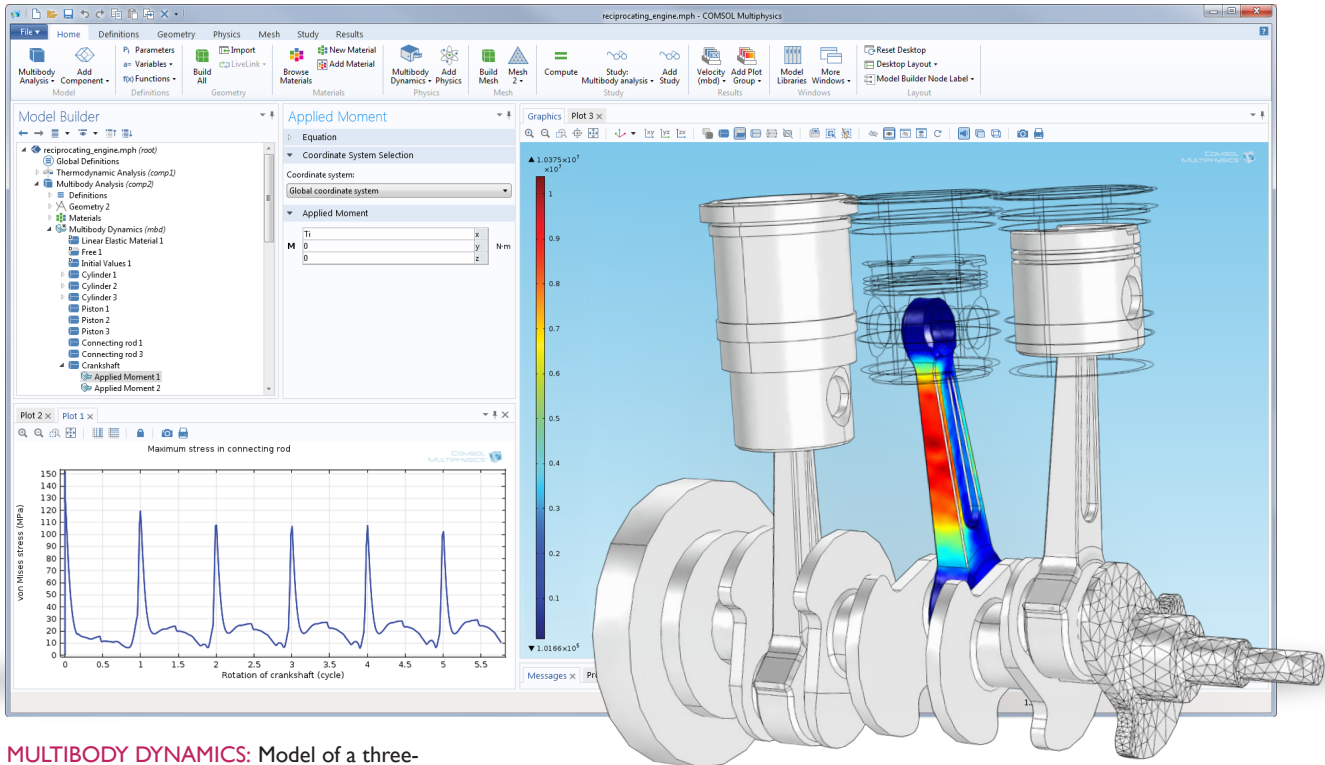 reciprocating_engine.mph - COMSOL Multiphysics
File Home Definitions Geometry Physics Mesh Study Results
Multibody Analysis
Add Component
Model
Pi Parameters
a= Variables
f(x) Functions
Definitions
Build All
Import
LiveLink
Geometry
Browse Materials
New Material
Add Material
Materials
Multibody Dynamics
Add Physics
Physics
Build Mesh
Mesh 2
Mesh
Compute
Study: Multibody analysis
Add Study
Study
Velocity (mbd)
Add Plot Group
Results
Model Libraries
More Windows
Windows
Reset Desktop
Desktop Layout
Model Builder Node Label
Layout
Model Builder
reciprocating_engine.mph (root)
Global Definitions
Thermodynamic Analysis (comp1)
Multibody Analysis (comp2)
Definitions
Geometry 2
Materials
Multibody Dynamics (mbd)
Linear Elastic Material 1
Free 1
Initial Values 1
Cylinder 1
Cylinder 2
Cylinder 3
Piston 1
Piston 2
Piston 3
Connecting rod 1
Connecting rod 3
Crankshaft
Applied Moment 1
Applied Moment 2
Applied Moment
Equation
Coordinate System Selection
Coordinate system:
Global coordinate system
Applied Moment
Ti x
M 0 y N·m
0 z
Graphics Plot 3
xy yz zx
▲ 1.0375×10⁷
×10⁷
1
0.9
0.8
0.7
0.6
0.5
0.4
0.3
0.2
0.1
▼ 1.0166×10⁵
COMSOL
MULTIPHYSICS
Messages
Plot 2 Plot 1
Maximum stress in connecting rod
COMSOL
MULTIPHYSICS
von Mises stress (MPa)
150
140
130
120
110
100
90
80
70
60
50
40
30
20
10
0
0 0.5 1 1.5 2 2.5 3 3.5 4 4.5 5 5.5
Rotation of crankshaft (cycle)
MULTIBODY DYNAMICS: Model of a three-